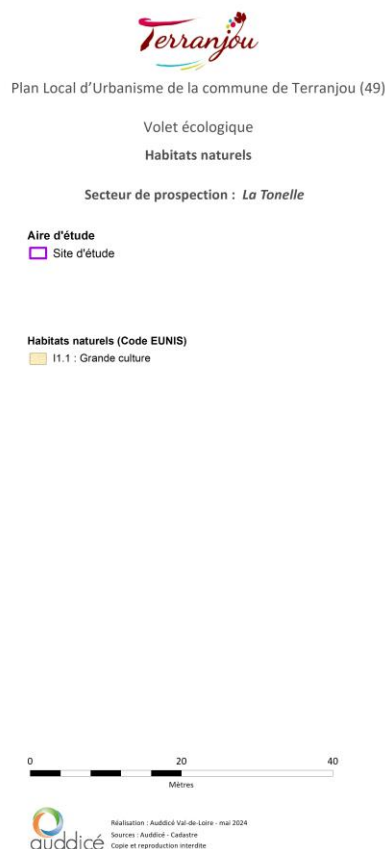 Terranjou
Plan Local d'Urbanisme de la commune de Terranjou (49)
Volet écologique
Habitats naturels
Secteur de prospection : La Tonelle
Aire d'étude
Site d'étude
Habitats naturels (Code EUNIS)
I1.1 : Grande culture
0 20 40
Mètres
Réalisation : Auddicé Val-de-Loire - mai 2024
Sources : Auddicé - Cadastre
auddicé Copie et reproduction interdite